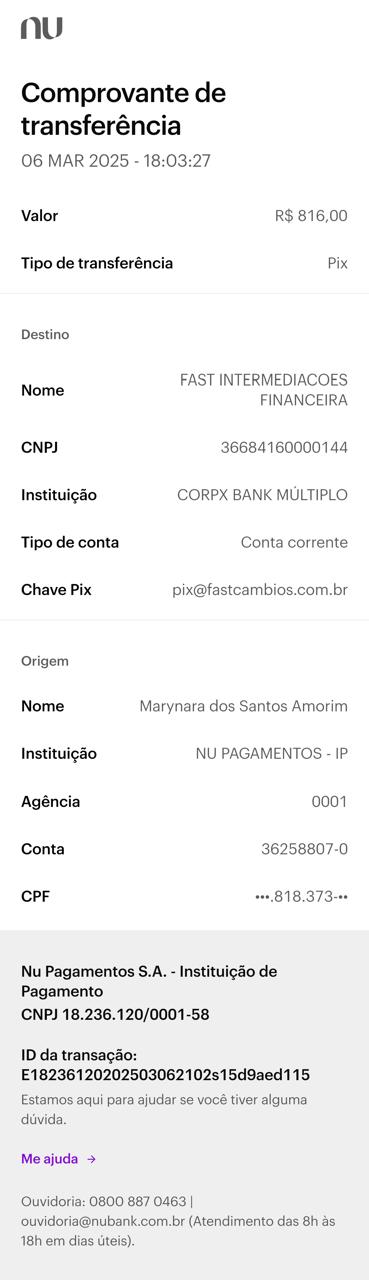 nu
Comprovante de
transferência
06 MAR 2025 - 18:03:27
Valor R$ 816,00
Tipo de transferência Pix
Destino
Nome FAST INTERMEDIACOES
FINANCEIRA
CNPJ 36684160000144
Instituição CORPX BANK MÚLTIPLO
Tipo de conta Conta corrente
Chave Pix pix@fastcambios.com.br
Origem
Nome Marynara dos Santos Amorim
Instituição NU PAGAMENTOS - IP
Agência 0001
Conta 36258807-0
CPF •••.818.373-••
Nu Pagamentos S.A. - Instituição de
Pagamento
CNPJ 18.236.120/0001-58
ID da transação:
E18236120202503062102s15d9aed115
Estamos aqui para ajudar se você tiver alguma
dúvida.
Me ajuda →
Ouvidoria: 0800 887 0463 |
ouvidoria@nubank.com.br (Atendimento das 8h às
18h em dias úteis).